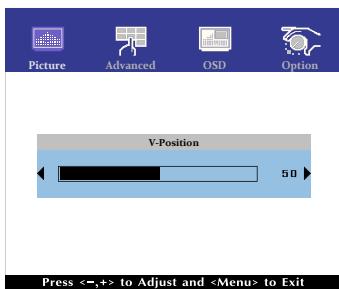 Picture Advanced OSD Option
V-Position
50
Press <-,+> to Adjust and <Menu> to Exit